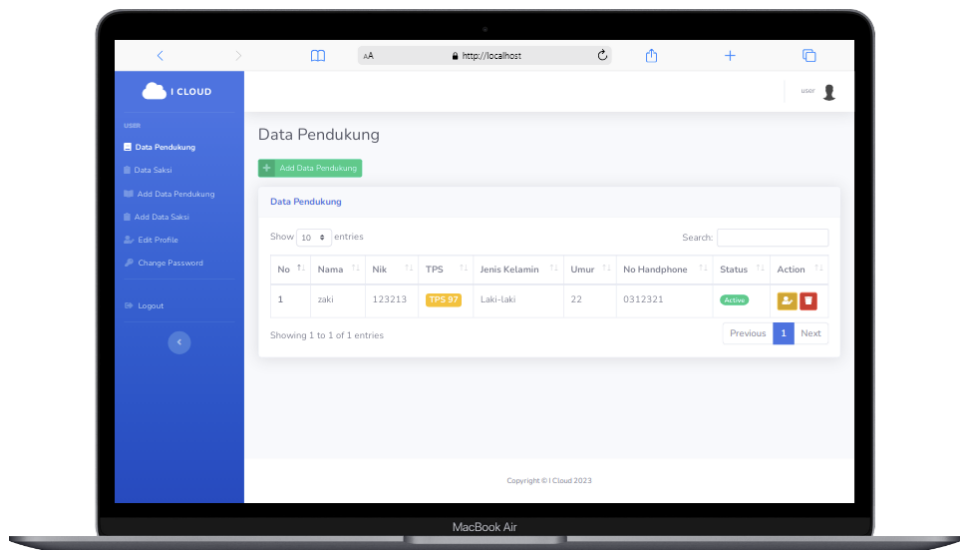 AA http://localhost
I CLOUD
user
USER
Data Pendukung
Data Saksi
Add Data Pendukung
Add Data Saksi
Edit Profile
Change Password
Logout
Data Pendukung
+ Add Data Pendukung
Data Pendukung
Show 10 entries Search:
No Nama Nik TPS Jenis Kelamin Umur No Handphone Status Action
1 zaki 123213 TPS 97 Laki-laki 22 0312321 Active
Showing 1 to 1 of 1 entries Previous 1 Next
Copyright © I Cloud 2023
MacBook Air